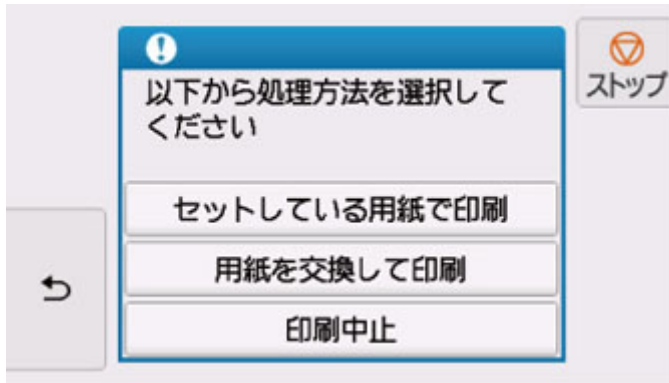 以下から処理方法を選択して
ください
ストップ
セットしている用紙で印刷
用紙を交換して印刷
印刷中止